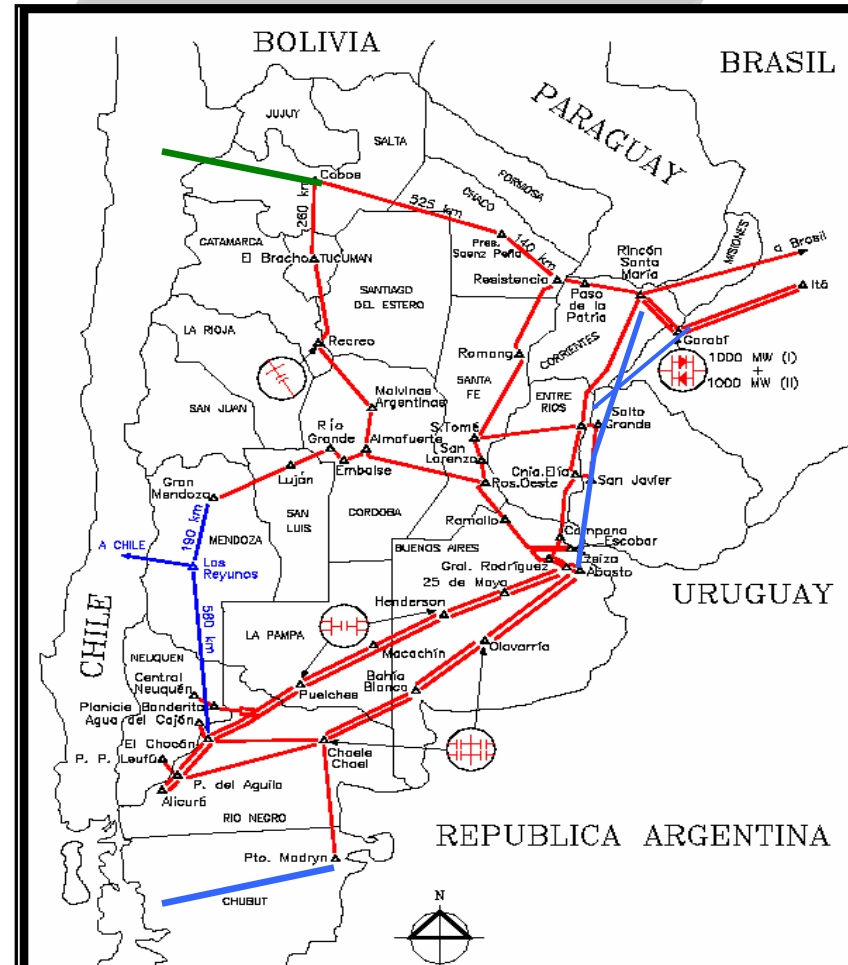 BOLIVIA
BRASIL
JUJUY
PARAGUAY
SALTA
Cobos
FORMOSA
CHACO
260 km
525 km
Pres.
Saenz Peña
140 km
MISIONES
a Brasil
CATAMARCA
El Bracho
TUCUMAN
Resistencia
Rincón
Santa
María
Itá
SANTIAGO
DEL ESTERO
Paso
de la
Patria
LA RIOJA
Recreo
Romang
CORRIENTES
Garabí
1000 MW (I)
+
1000 MW (II)
SANTA
FE
SAN JUAN
Malvinas
Argentinas
ENTRE
RIOS
Salto
Grande
Río
Grande
Almafuerte
S.Tomé
San
Lorenzo
Gran
Mendoza
Luján
Embalse
Ros.Oeste
Cnia.Elía
San Javier
SAN
LUIS
CORDOBA
190 km
MENDOZA
Ramallo
Campana
Escobar
A CHILE
Los
Reyunos
BUENOS AIRES
Ezeiza
Gral. Rodríguez
Abasto
25 de Mayo
URUGUAY
CHILE
580 km
Henderson
LA PAMPA
Olavarría
NEUQUEN
Macachín
Central
Neuquén
Bahía
Blanca
Puelches
Planicie Banderita
Agua del Cajón
El Chocón
Choele
Choel
P. P. Leufú
P. del Aguila
Alicurá
RIO NEGRO
REPUBLICA ARGENTINA
Pto. Madryn
CHUBUT
N